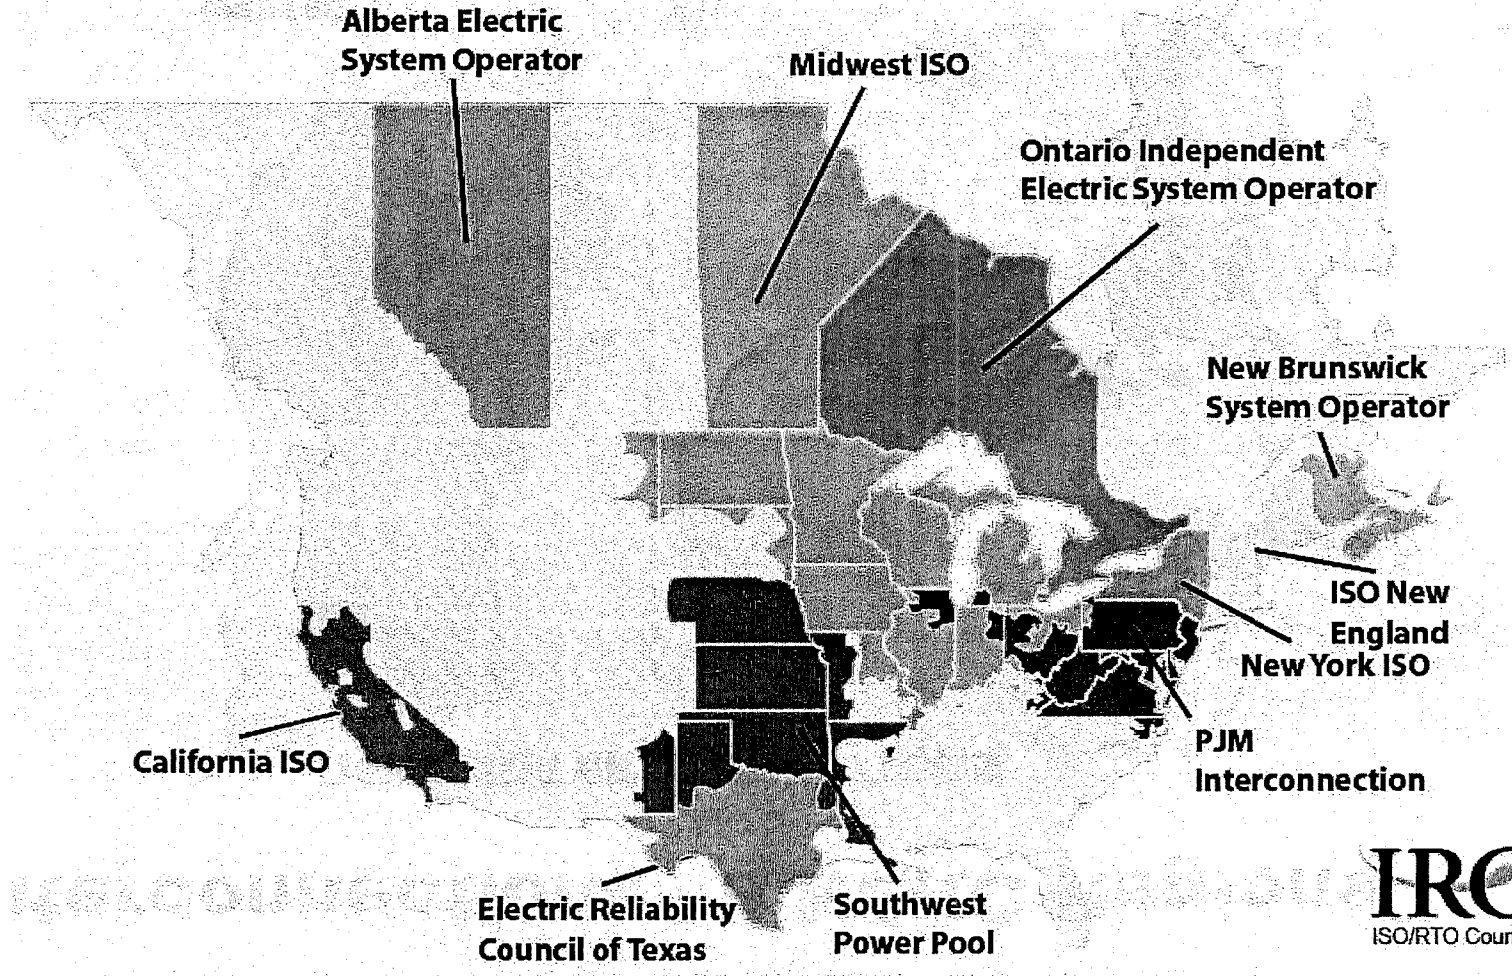 Alberta Electric
System Operator
Midwest ISO
Ontario Independent
Electric System Operator
New Brunswick
System Operator
ISO New
England
New York ISO
PJM
Interconnection
California ISO
Electric Reliability
Council of Texas
Southwest
Power Pool
ISO/RTO